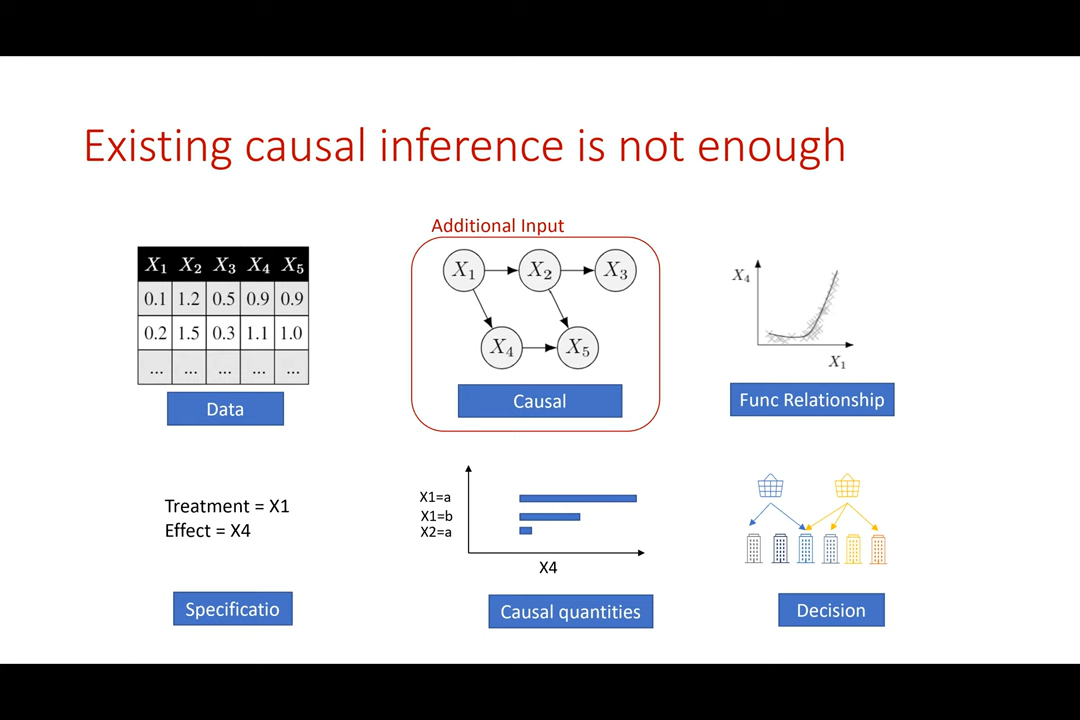 Existing causal inference is not enough
Additional Input
X1 X2 X3 X4 X5
0.1 1.2 0.5 0.9 0.9
0.2 1.5 0.3 1.1 1.0
... ... ... ... ...
Data
X1 X2 X3
X4 X5
Causal
X4
X1
Func Relationship
Treatment = X1
Effect = X4
Specificatio
X1=a
X1=b
X2=a
X4
Causal quantities
Decision